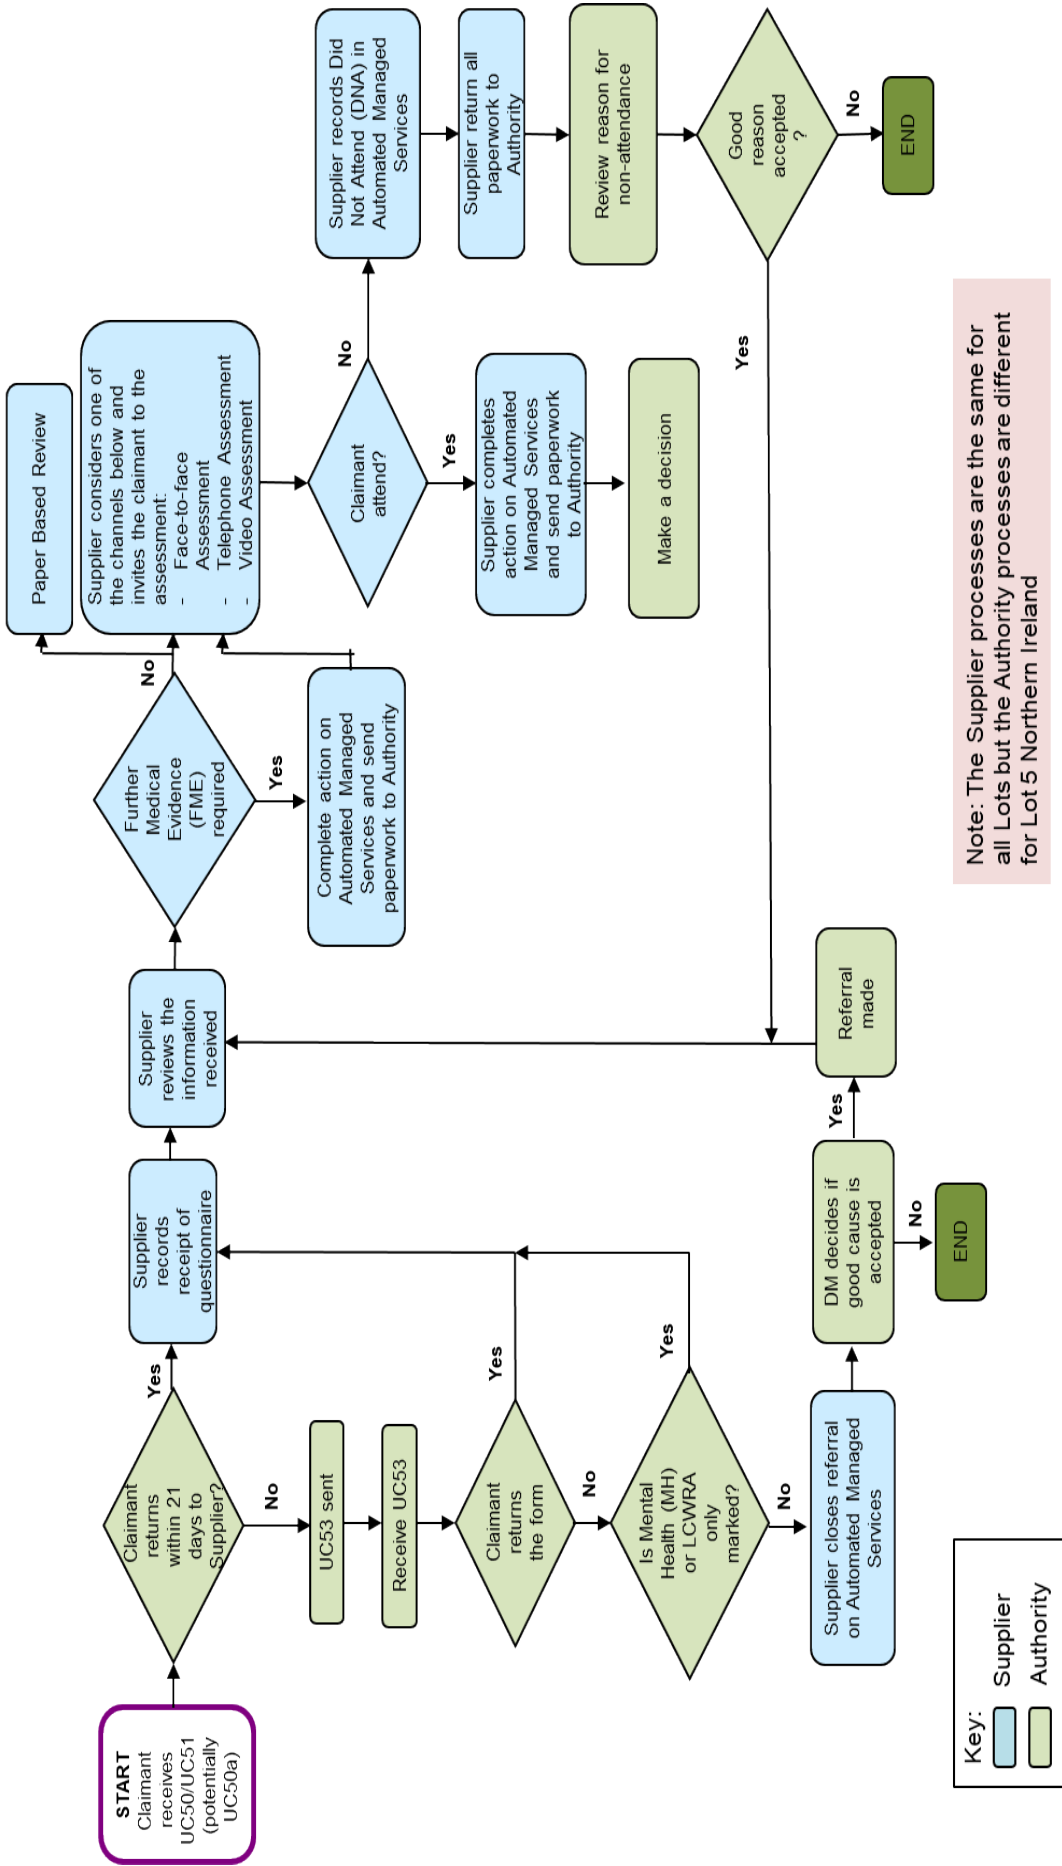 START
Claimant
receives
UC50/UC51
(potentially
UC50a)
Claimant
returns
within 21
days to
Supplier?
Yes
No
Supplier
records
receipt of
questionnaire
Supplier
reviews the
information
received
Further
Medical
Evidence
(FME)
required
No
Yes
Paper Based Review
Supplier considers one of
the channels below and
invites the claimant to the
assessment:
- Face-to-face
Assessment
- Telephone Assessment
- Video Assessment
Complete action on
Automated Managed
Services and send
paperwork to Authority
Claimant
attend?
No
Yes
Supplier records Did
Not Attend (DNA) in
Automated Managed
Services
Supplier return all
paperwork to
Authority
Review reason for
non-attendance
Good
reason
accepted
?
Yes
No
END
Supplier completes
action on Automated
Managed Services
and send paperwork
to Authority
Make a decision
UC53 sent
Receive UC53
Claimant
returns
the form
Yes
No
Is Mental
Health (MH)
or LCWRA
only
marked?
Yes
No
Supplier closes referral
on Automated Managed
Services
DM decides if
good cause is
accepted
Yes
No
Referral
made
END
Key:
Supplier
Authority
Note: The Supplier processes are the same for
all Lots but the Authority processes are different
for Lot 5 Northern Ireland